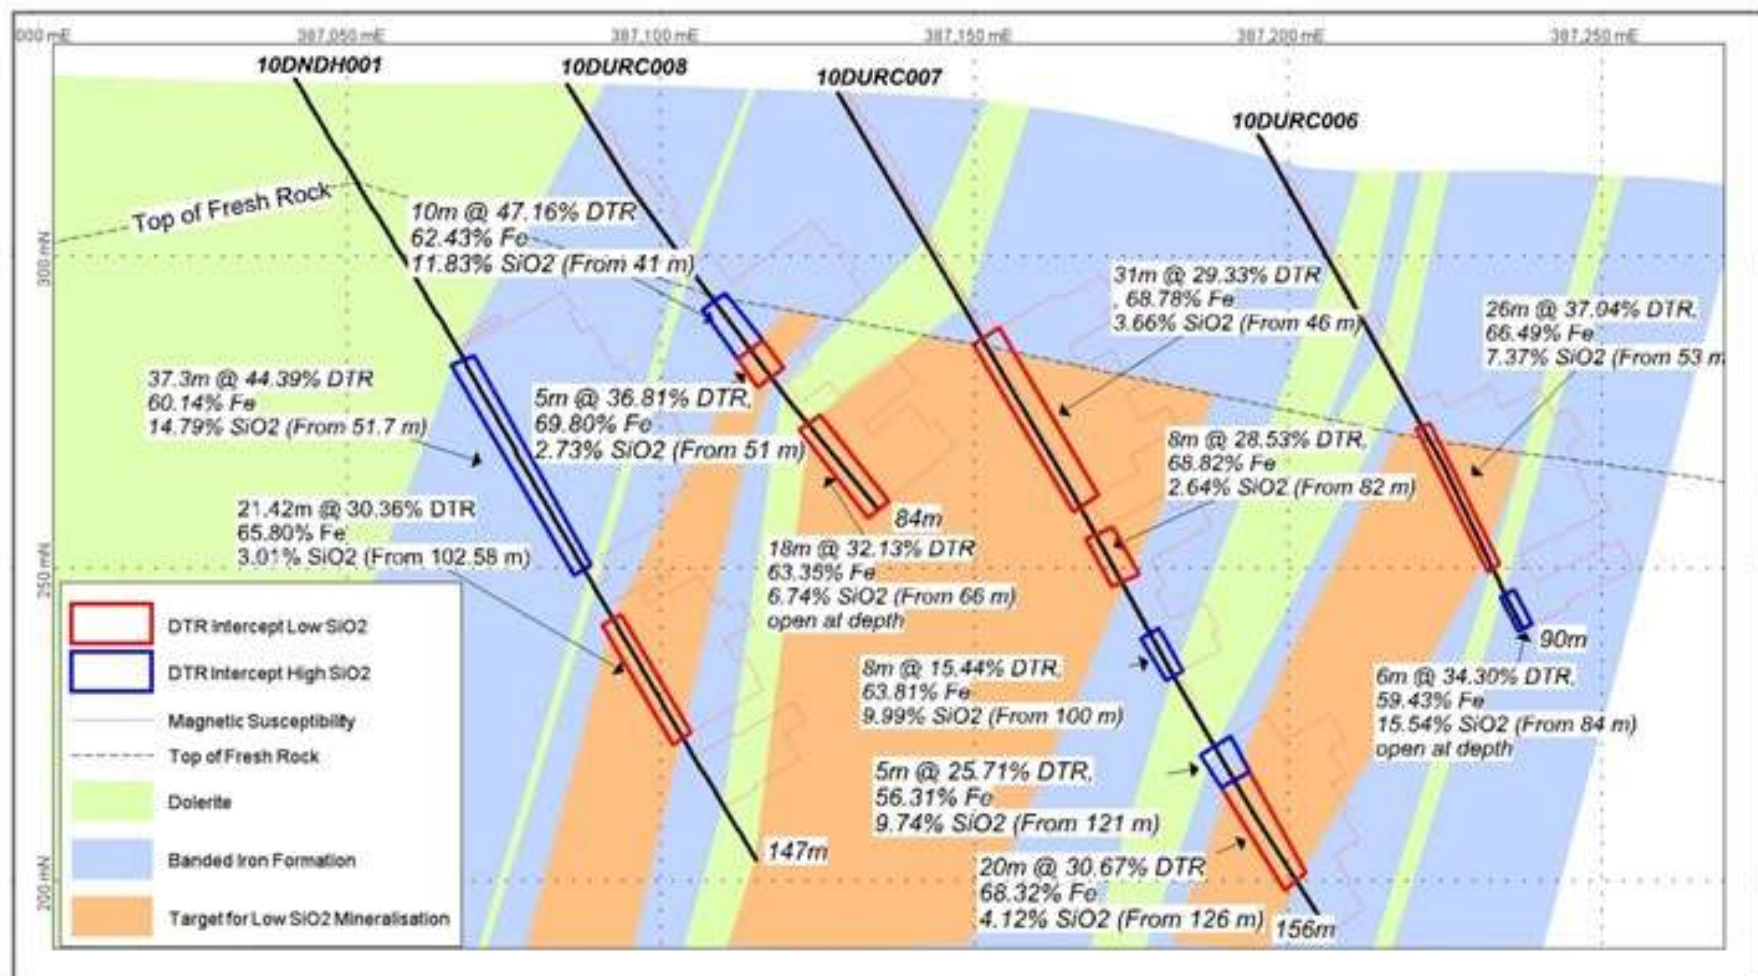 000 mE
387,050 mE
387,100 mE
387,150 mE
387,200 mE
387,250 mE
10DNDH001
10DURC008
10DURC007
10DURC006
Top of Fresh Rock
300 mN
250 mN
200 mN
10m @ 47.16% DTR
62.43% Fe
11.83% SiO2 (From 41 m)
31m @ 29.33% DTR
, 68.78% Fe
3.66% SiO2 (From 46 m)
26m @ 37.04% DTR,
66.49% Fe
7.37% SiO2 (From 53 m
37.3m @ 44.39% DTR
60.14% Fe
14.79% SiO2 (From 51.7 m)
5m @ 36.81% DTR,
69.80% Fe
2.73% SiO2 (From 51 m)
8m @ 28.53% DTR,
68.82% Fe
2.64% SiO2 (From 82 m)
21.42m @ 30.36% DTR
65.80% Fe
3.01% SiO2 (From 102.58 m)
84m
18m @ 32.13% DTR
63.35% Fe
6.74% SiO2 (From 66 m)
open at depth
8m @ 15.44% DTR,
63.81% Fe
9.99% SiO2 (From 100 m)
90m
6m @ 34.30% DTR,
59.43% Fe
15.54% SiO2 (From 84 m)
open at depth
5m @ 25.71% DTR,
56.31% Fe
9.74% SiO2 (From 121 m)
147m
20m @ 30.67% DTR
68.32% Fe
4.12% SiO2 (From 126 m)
156m
DTR Intercept Low SiO2
DTR Intercept High SiO2
Magnetic Susceptibility
Top of Fresh Rock
Dolerite
Banded Iron Formation
Target for Low SiO2 Mineralisation